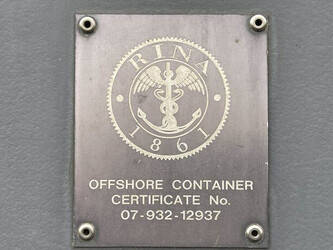 RINA
1861
OFFSHORE CONTAINER
CERTIFICATE No.
07-932-12937